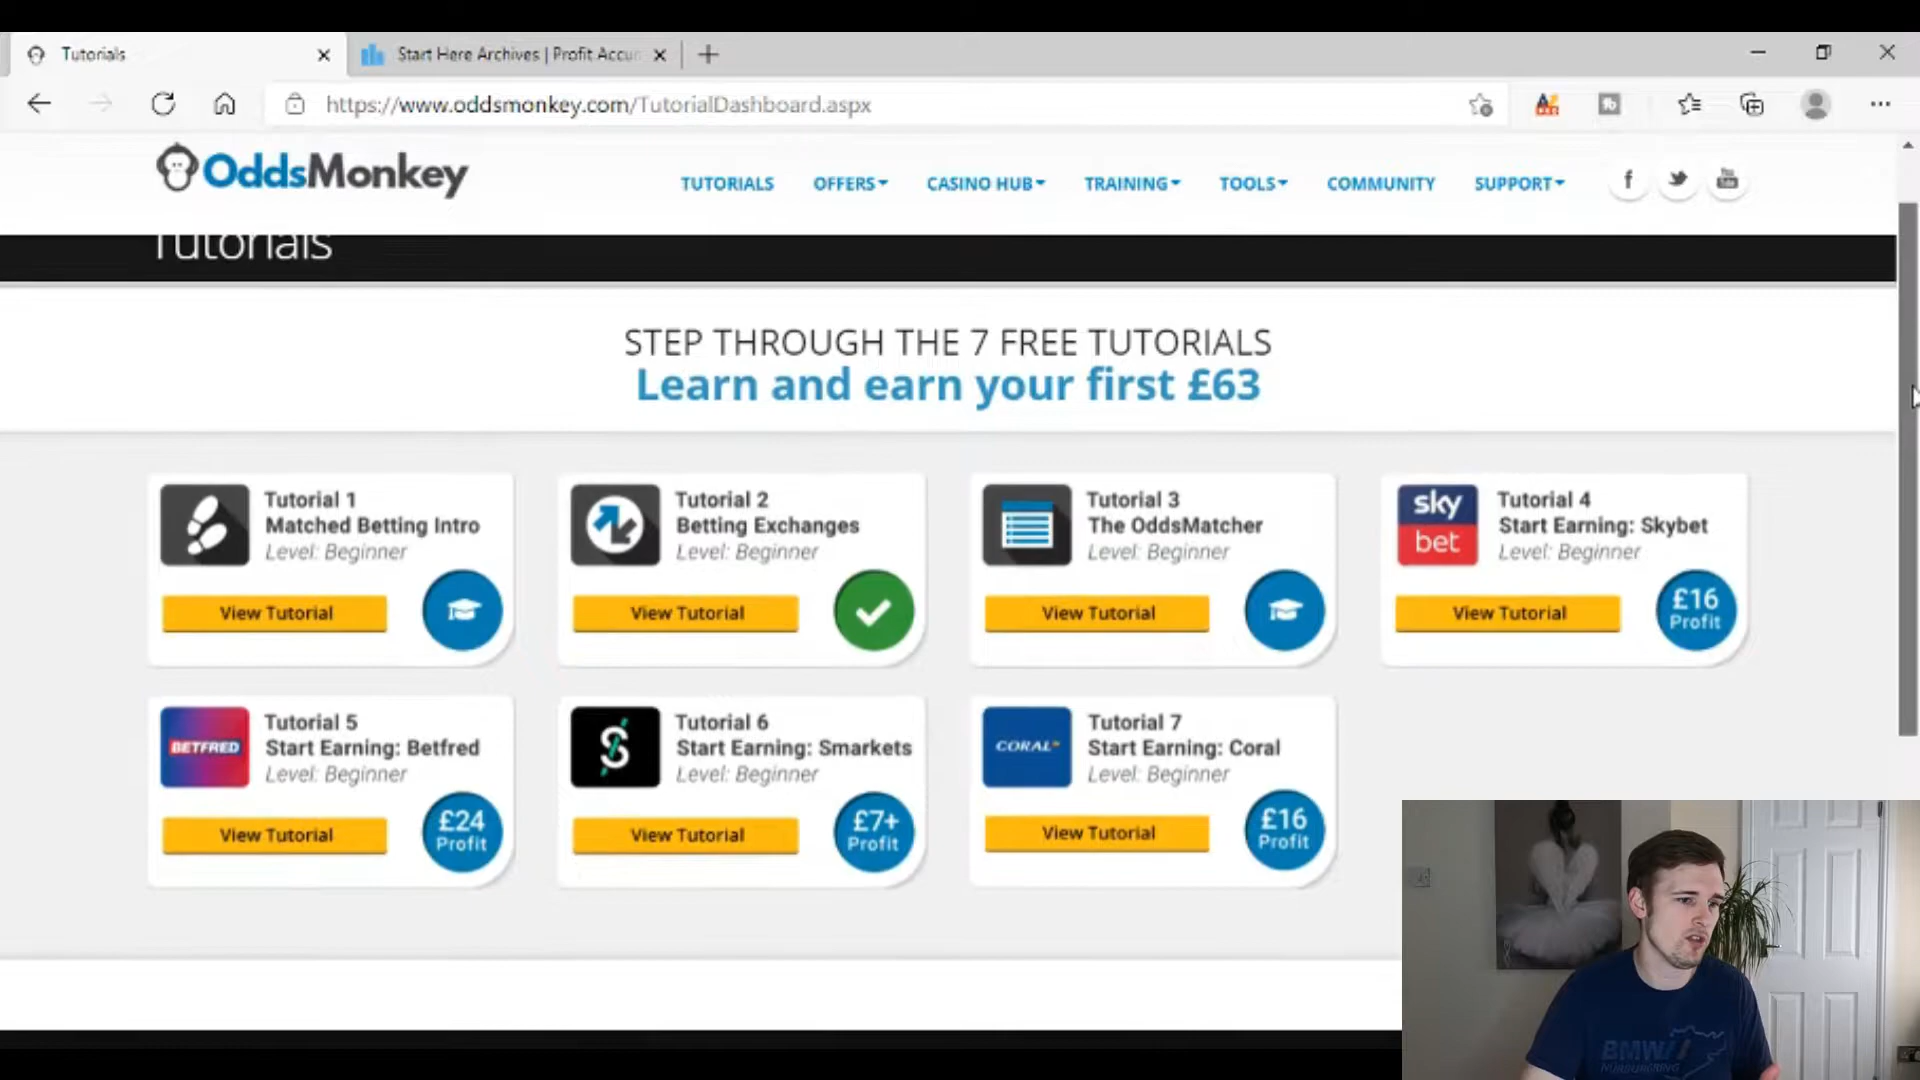 Tutorials
Start Here Archives | Profit Accu
https://www.oddsmonkey.com/TutorialDashboard.aspx
OddsMonkey
TUTORIALS
OFFERS
CASINO HUB
TRAINING
TOOLS
COMMUNITY
SUPPORT
You
Tutorials
STEP THROUGH THE 7 FREE TUTORIALS
Learn and earn your first £63
Tutorial 1
Matched Betting Intro
Level: Beginner
View Tutorial
Tutorial 2
Betting Exchanges
Level: Beginner
View Tutorial
Tutorial 3
The OddsMatcher
Level: Beginner
View Tutorial
sky
bet
Tutorial 4
Start Earning: Skybet
Level: Beginner
View Tutorial
£16
Profit
BETFRED
Tutorial 5
Start Earning: Betfred
Level: Beginner
View Tutorial
£24
Profit
Tutorial 6
Start Earning: Smarkets
Level: Beginner
View Tutorial
£7+
Profit
CORAL
Tutorial 7
Start Earning: Coral
Level: Beginner
View Tutorial
£16
Profit
BMW